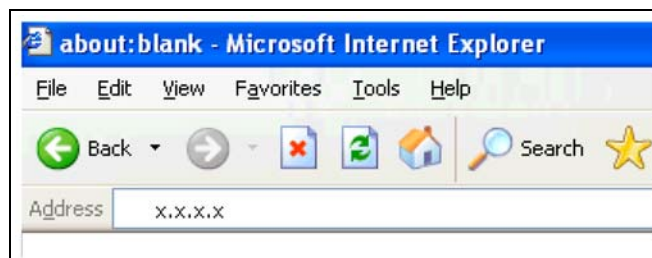 about:blank - Microsoft Internet Explorer
File Edit View Favorites Tools Help
Back Search
Address x.x.x.x